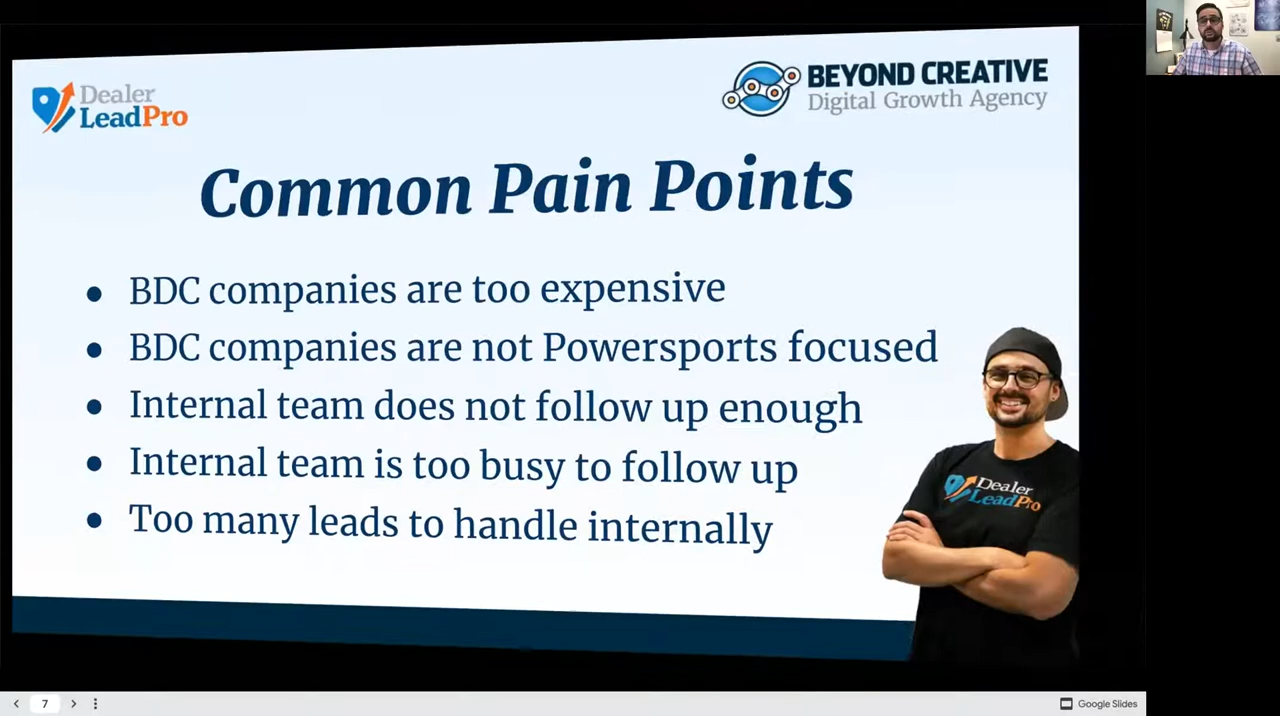 Dealer
LeadPro
BEYOND CREATIVE
Digital Growth Agency
Common Pain Points
BDC companies are too expensive
BDC companies are not Powersports focused
Internal team does not follow up enough
Internal team is too busy to follow up
Too many leads to handle internally
Dealer
LeadPro
7
Google Slides